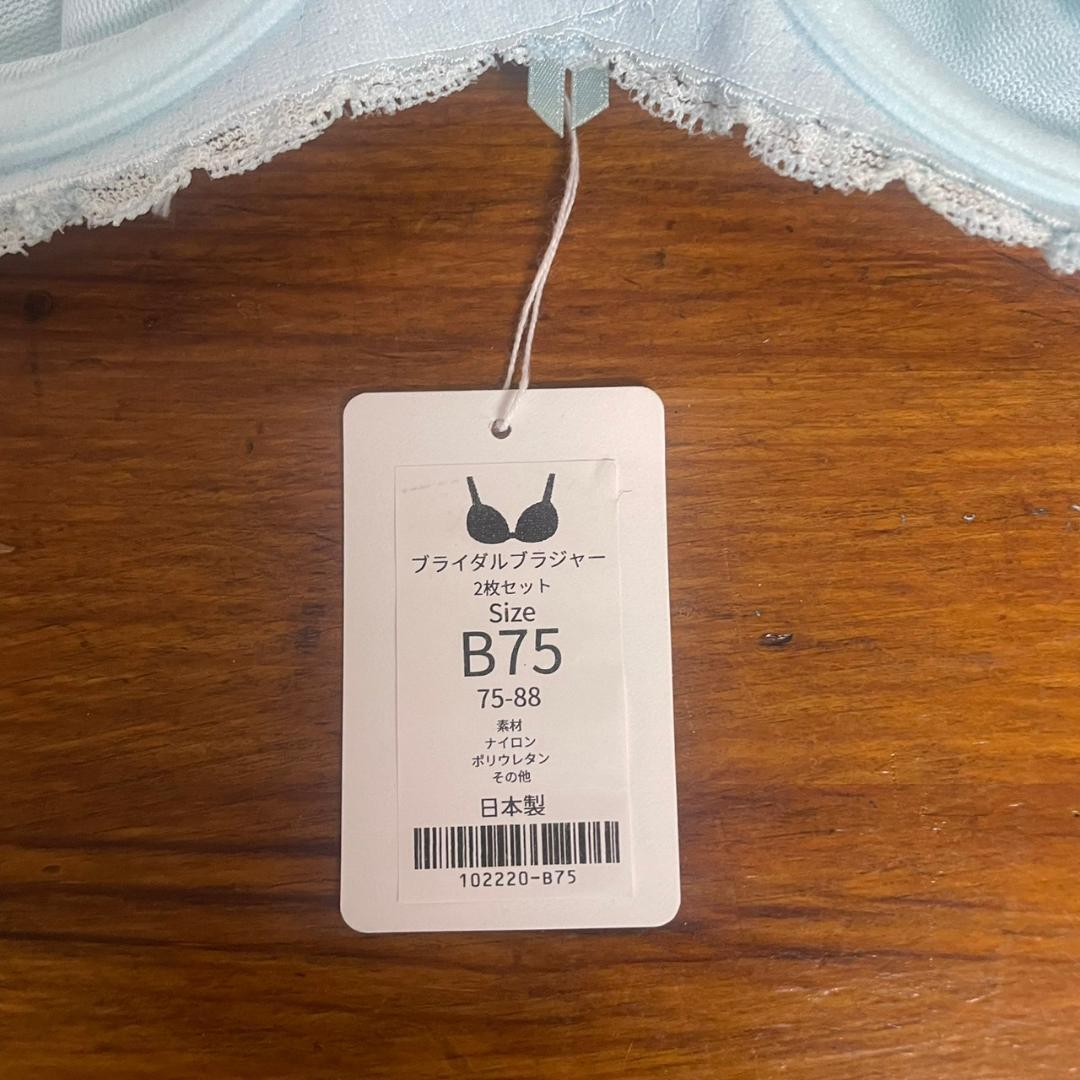 ブライダルブラジャー
2枚セット
Size
B75
75-88
素材
ナイロン
ポリウレタン
その他
日本製
102220-B75